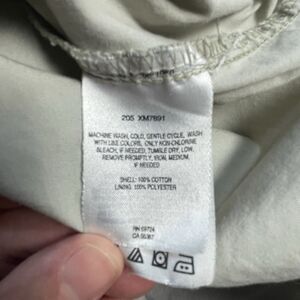 205 XM7891
MACHINE WASH, COLD, GENTLE CYCLE, WASH
WITH LIKE COLORS, ONLY NON-CHLORINE
BLEACH, IF NEEDED, TUMBLE DRY, LOW,
REMOVE PROMPTLY, IRON, MEDIUM,
IF NEEDED
SHELL: 100% COTTON
LINING: 100% POLYESTER
RN 69724